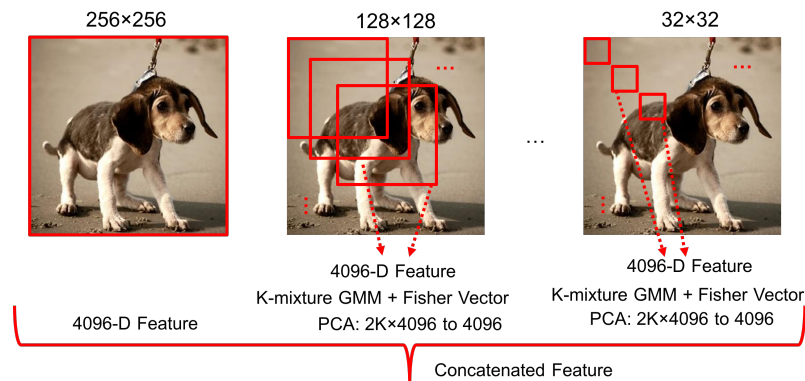 256×256
128×128
32×32
...
...
...
4096-D Feature
K-mixture GMM + Fisher Vector
PCA: 2K×4096 to 4096
4096-D Feature
K-mixture GMM + Fisher Vector
PCA: 2K×4096 to 4096
4096-D Feature
Concatenated Feature